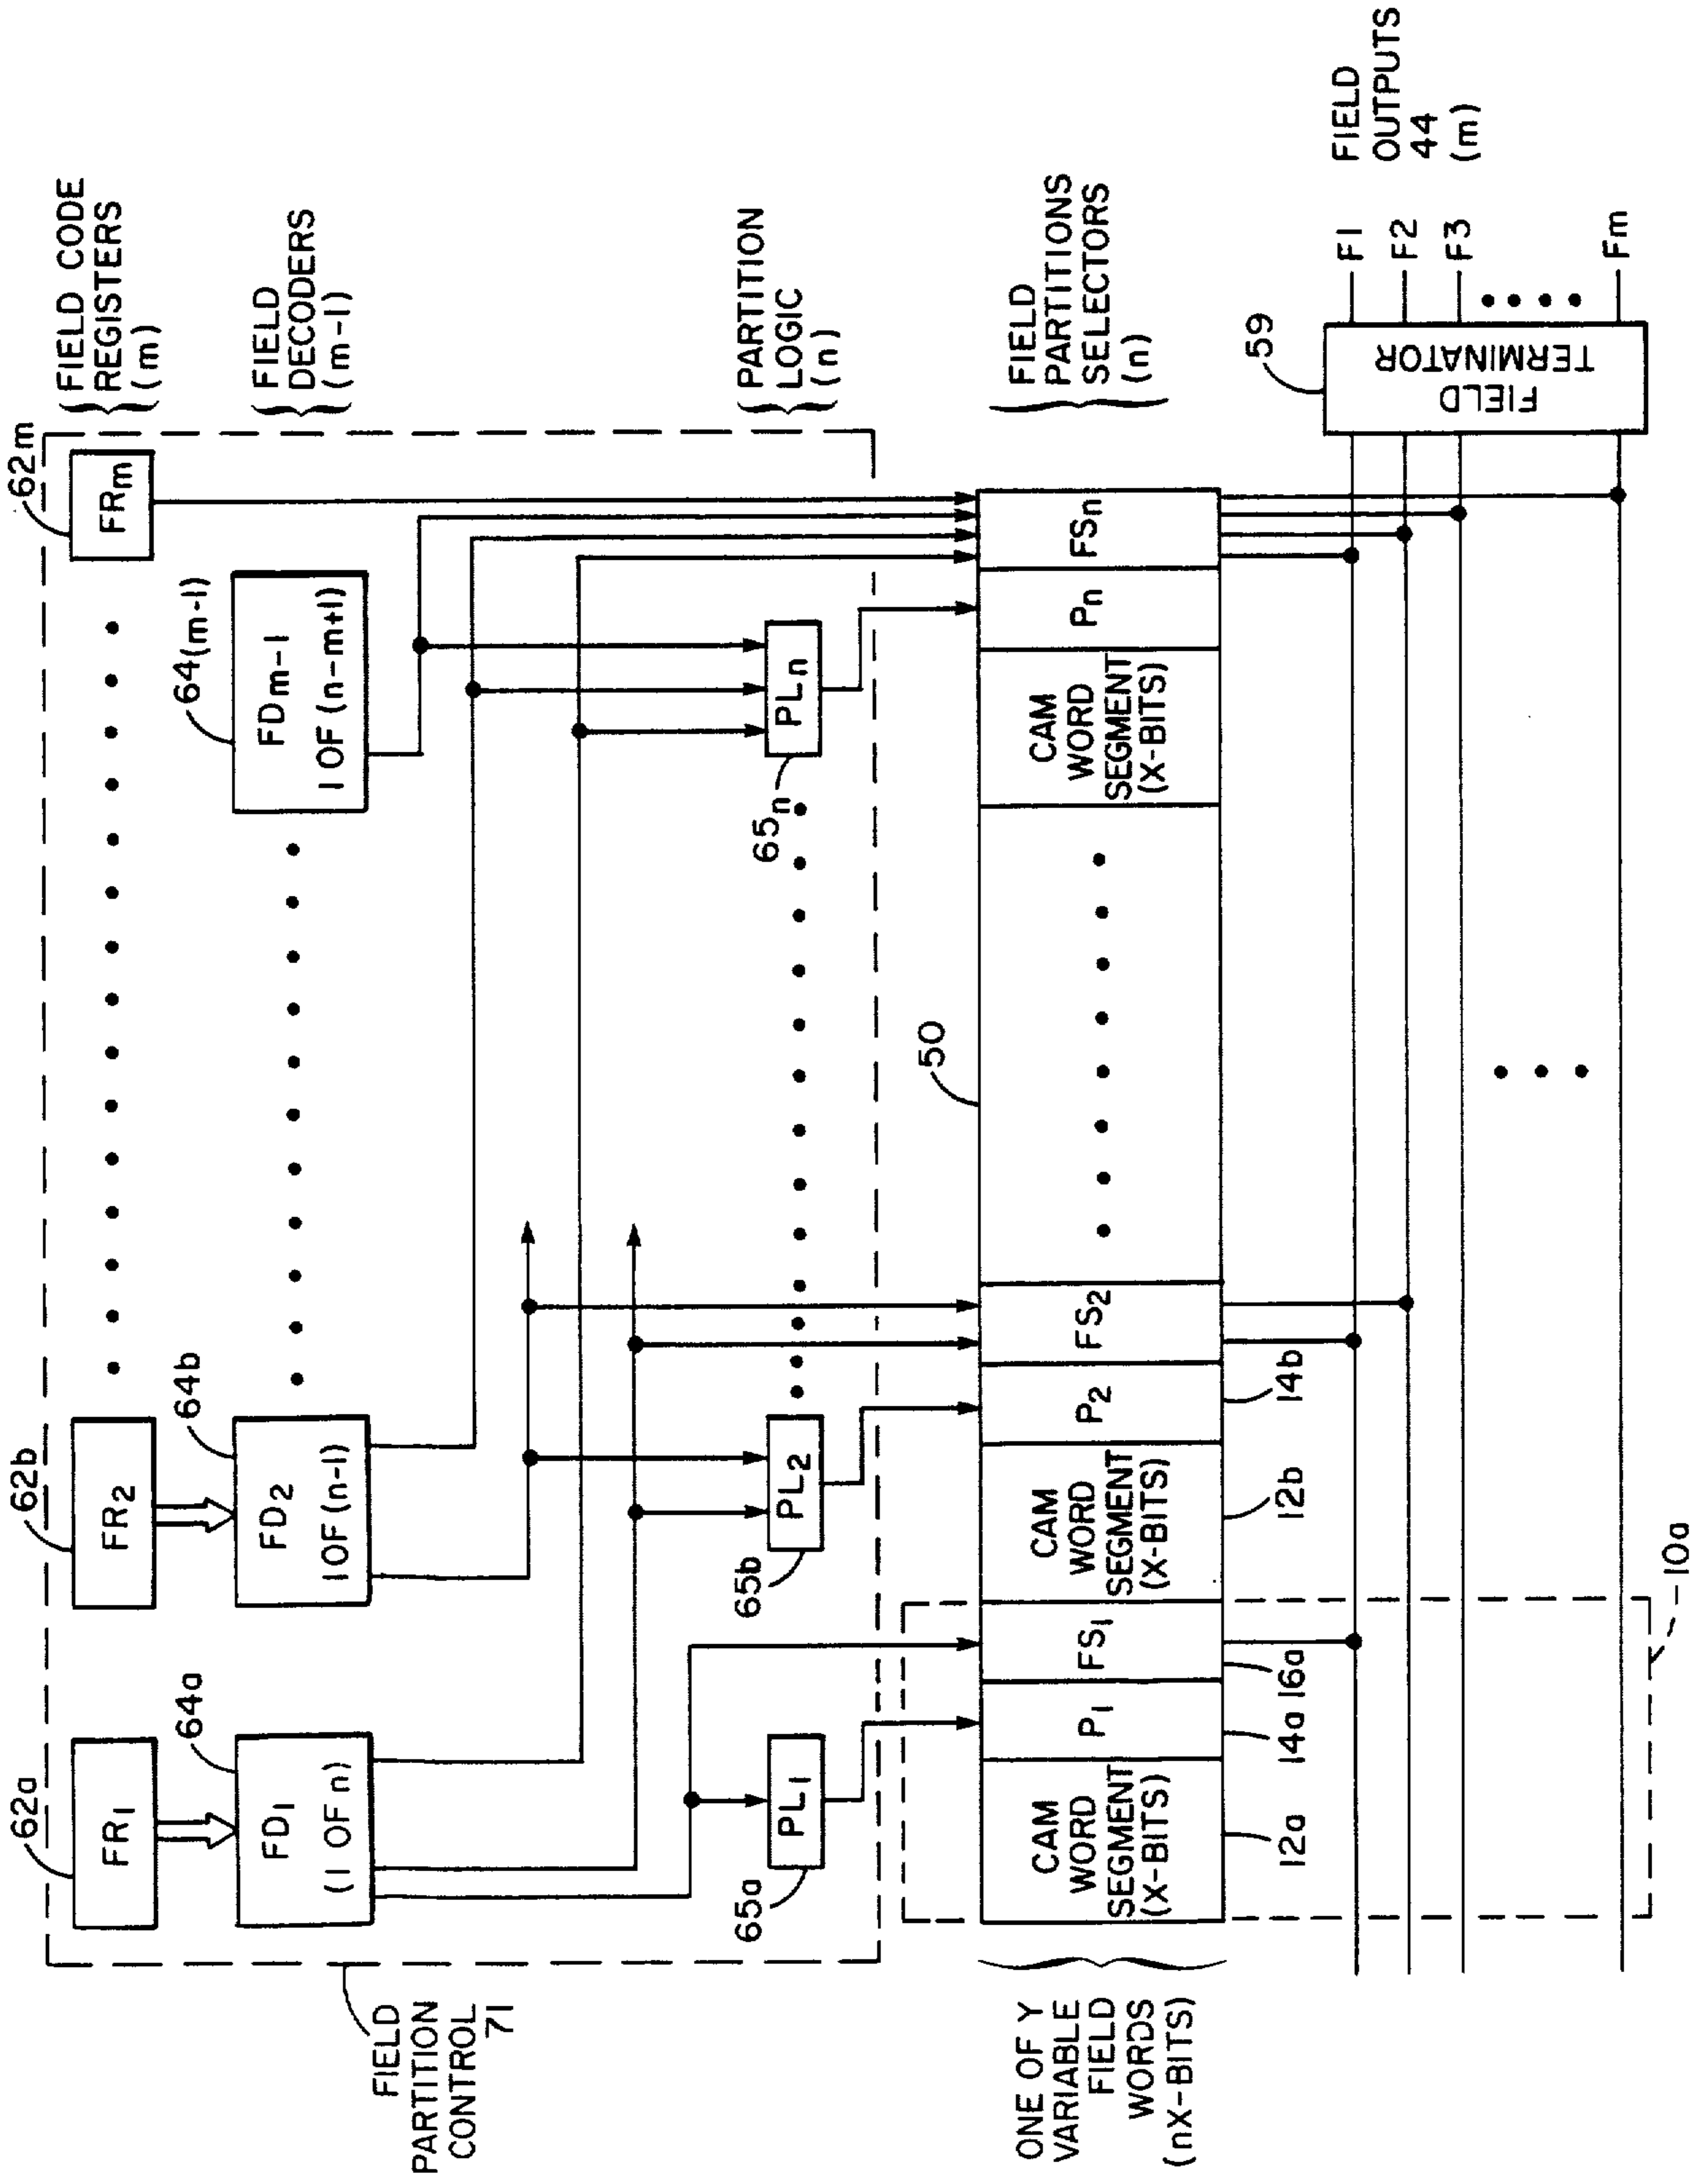 62a
62b
62m
FR1
FR2
FRm
FIELD CODE
REGISTERS
(m)
64a
64b
64(m-1)
FD1
(1 OF n)
FD2
1 OF (n-1)
FDm-1
1 OF (n-m+1)
FIELD
DECODERS
(m-1)
FIELD
PARTITION
CONTROL
71
65a
65b
65n
PL1
PL2
PLn
PARTITION
LOGIC
(n)
50
ONE OF Y
VARIABLE
FIELD
WORDS
(nX-BITS)
CAM
WORD
SEGMENT
(X-BITS)
P1
FS1
CAM
WORD
SEGMENT
(X-BITS)
P2
FS2
CAM
WORD
SEGMENT
(X-BITS)
Pn
FSn
FIELD
PARTITIONS
SELECTORS
(n)
12a
14a
16a
12b
14b
59
FIELD
TERMINATOR
F1
F2
F3
Fm
FIELD
OUTPUTS
44
(m)
10a